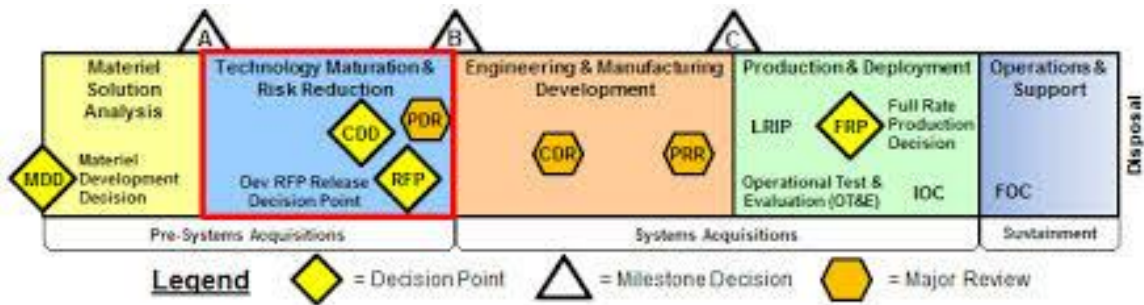 A
B
C
Materiel
Solution
Analysis
MDD
Materiel
Development
Decision
Technology Maturation &
Risk Reduction
CDD
PDR
Dev RFP Release
Decision Point
RFP
Engineering & Manufacturing
Development
CDR
PRR
Production & Deployment
LRIP
FRP
Full Rate
Production
Decision
Operational Test &
Evaluation (OT&E)
IOC
Operations &
Support
FOC
Disposal
Pre-Systems Acquisitions
Systems Acquisitions
Sustainment
Legend
= Decision Point
= Milestone Decision
= Major Review